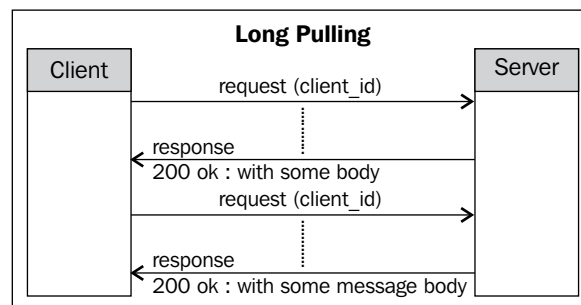 Long Pulling
Client
Server
request (client_id)
response
200 ok : with some body
request (client_id)
response
200 ok : with some message body